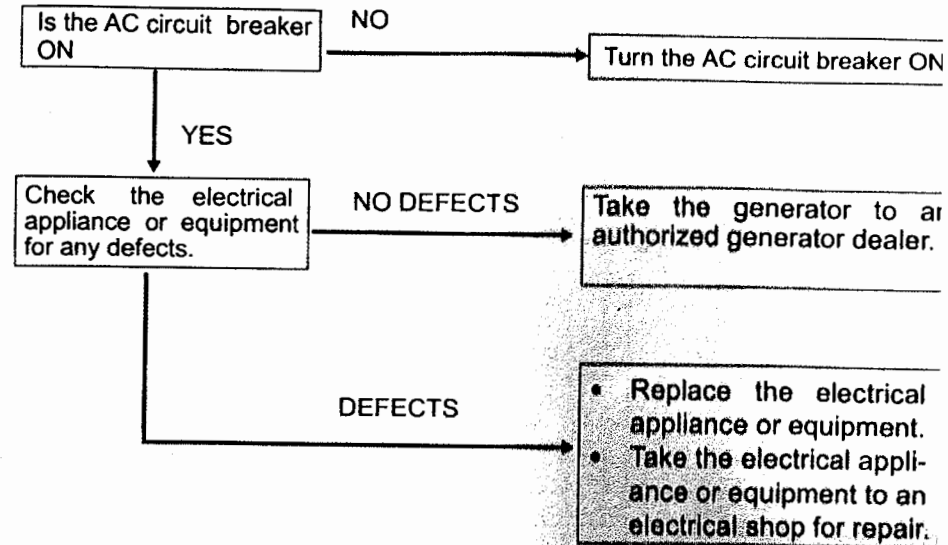 Is the AC circuit breaker
ON
NO
Turn the AC circuit breaker ON
YES
Check the electrical
appliance or equipment
for any defects.
NO DEFECTS
Take the generator to
authorized generator dealer.
DEFECTS
• Replace the electrical
appliance or equipment.
• Take the electrical appli-
ance or equipment to an
electrical shop for repair.